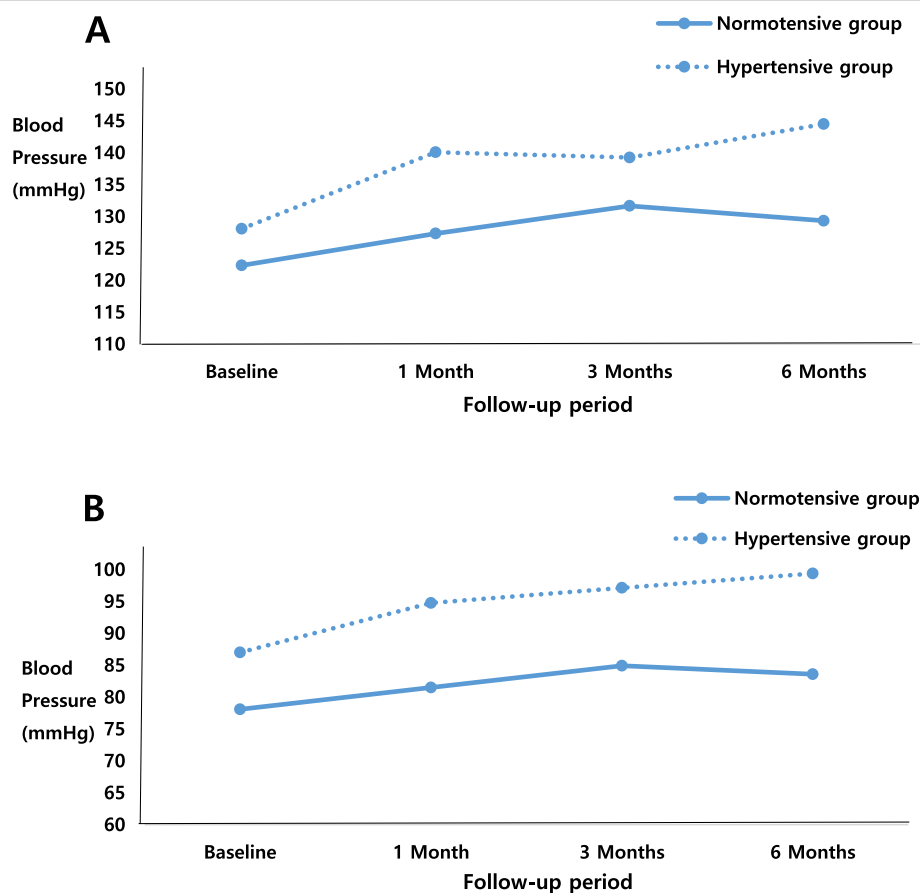 A
Normotensive group
Hypertensive group
150
145
140
135
130
125
120
115
110
Blood
Pressure
(mmHg)
Baseline
1 Month
3 Months
6 Months
Follow-up period
B
Normotensive group
Hypertensive group
100
95
90
85
80
75
70
65
60
Blood
Pressure
(mmHg)
Baseline
1 Month
3 Months
6 Months
Follow-up period